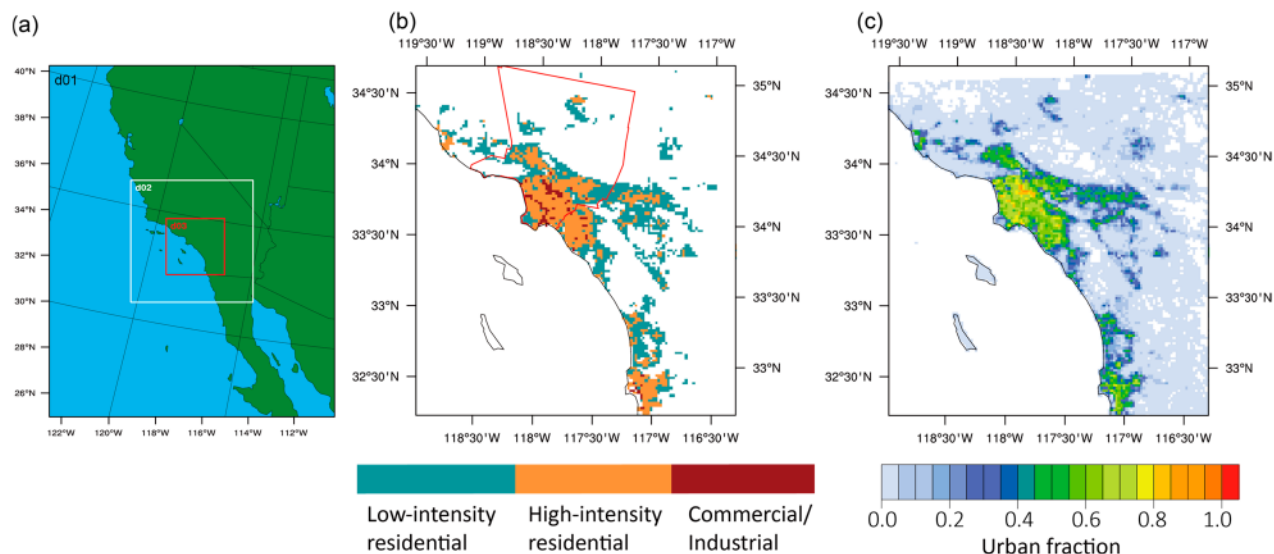 (a)
(b)
(c)
119°30'W 119°W 118°30'W 118°W 117°30'W 117°W
119°30'W 119°W 118°30'W 118°W 117°30'W 117°W
40°N
38°N
36°N
34°N
32°N
30°N
28°N
26°N
d01
d02
122°W 120°W 118°W 116°W 114°W 112°W
34°30'N
34°N
33°30'N
33°N
32°30'N
35°N
34°30'N
34°N
33°30'N
33°N
118°30'W 118°W 117°30'W 117°W 116°30'W
34°30'N
34°N
33°30'N
33°N
32°30'N
35°N
34°30'N
34°N
33°30'N
33°N
118°30'W 118°W 117°30'W 117°W 116°30'W
Low-intensity
residential
High-intensity
residential
Commercial/
Industrial
0.0 0.2 0.4 0.6 0.8 1.0
Urban fraction